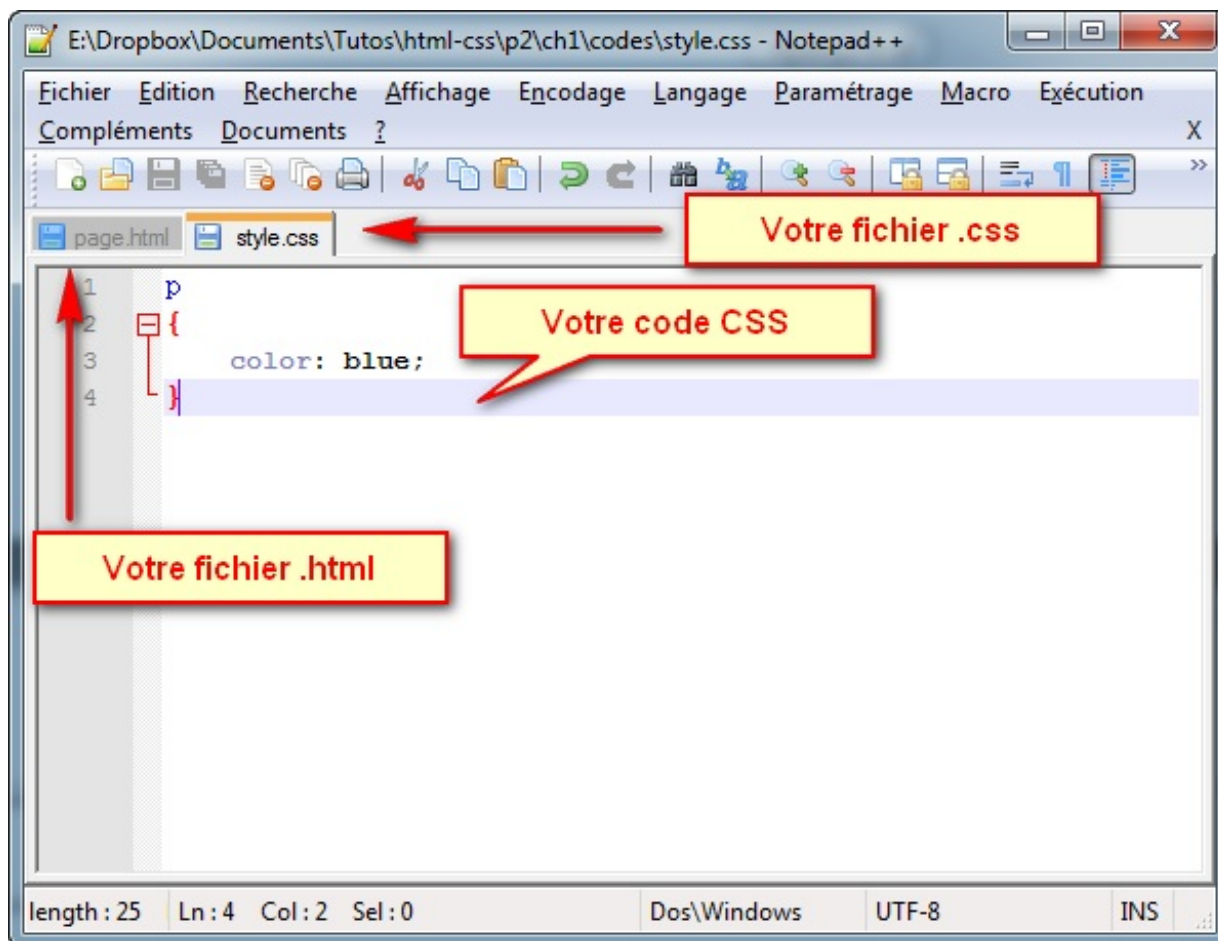 E:\Dropbox\Documents\Tutos\html-css\p2\ch1\codes\style.css - Notepad++
Fichier Edition Recherche Affichage Encodage Langage Paramétrage Macro Exécution
Compléments Documents ? X
page.html style.css
Votre fichier .css
1 p
2 {
Votre code CSS
3 color: blue;
4 }
Votre fichier .html
length : 25 Ln : 4 Col : 2 Sel : 0 Dos\Windows UTF-8 INS